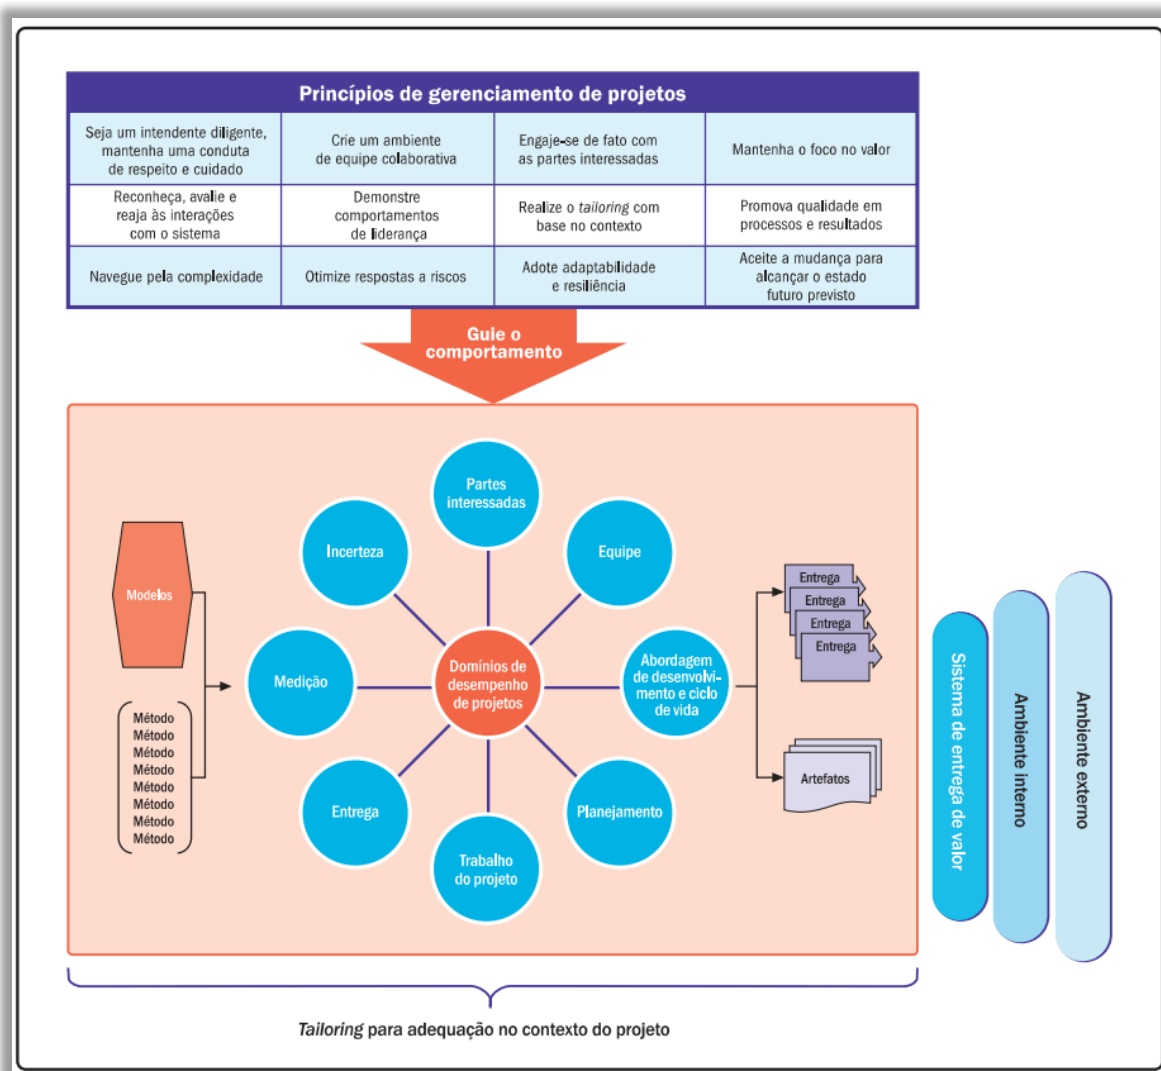 Princípios de gerenciamento de projetos
Seja um intendente diligente,
mantenha uma conduta
de respeito e cuidado
Crie um ambiente
de equipe colaborativa
Engaje-se de fato com
as partes interessadas
Mantenha o foco no valor
Reconheça, avalie e
reaja às interações
com o sistema
Demonstre
comportamentos
de liderança
Realize o tailoring com
base no contexto
Promova qualidade em
processos e resultados
Navegue pela complexidade
Otimize respostas a riscos
Adote adaptabilidade
e resiliência
Aceite a mudança para
alcançar o estado
futuro previsto
Guie o
comportamento
Partes
interessadas
Incerteza
Equipe
Modelos
Medição
Domínios de
desempenho
de projetos
Abordagem
de desenvolvi-
mento e ciclo
de vida
Entrega
Entrega
Entrega
Entrega
Método
Método
Método
Método
Método
Método
Método
Método
Entrega
Trabalho
do projeto
Planejamento
Artefatos
Sistema de entrega de valor
Ambiente interno
Ambiente externo
Tailoring para adequação no contexto do projeto